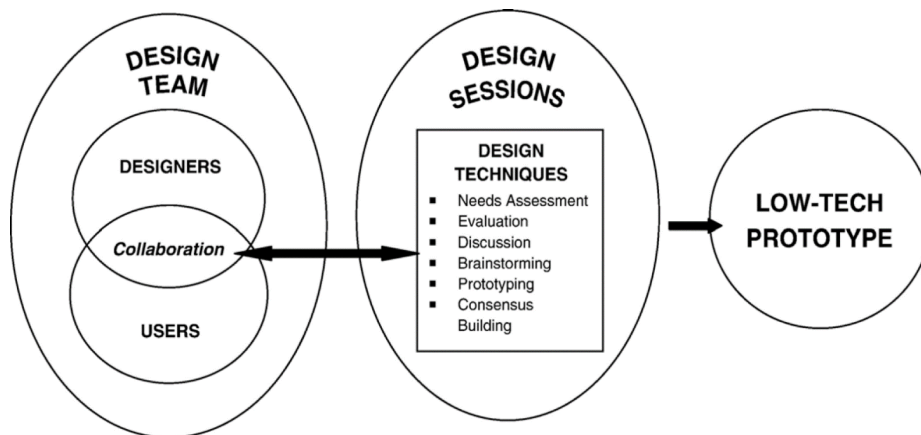 DESIGN
TEAM
DESIGNERS
Collaboration
USERS
DESIGN
SESSIONS
DESIGN
TECHNIQUES
▪ Needs Assessment
▪ Evaluation
▪ Discussion
▪ Brainstorming
▪ Prototyping
▪ Consensus
Building
LOW-TECH
PROTOTYPE